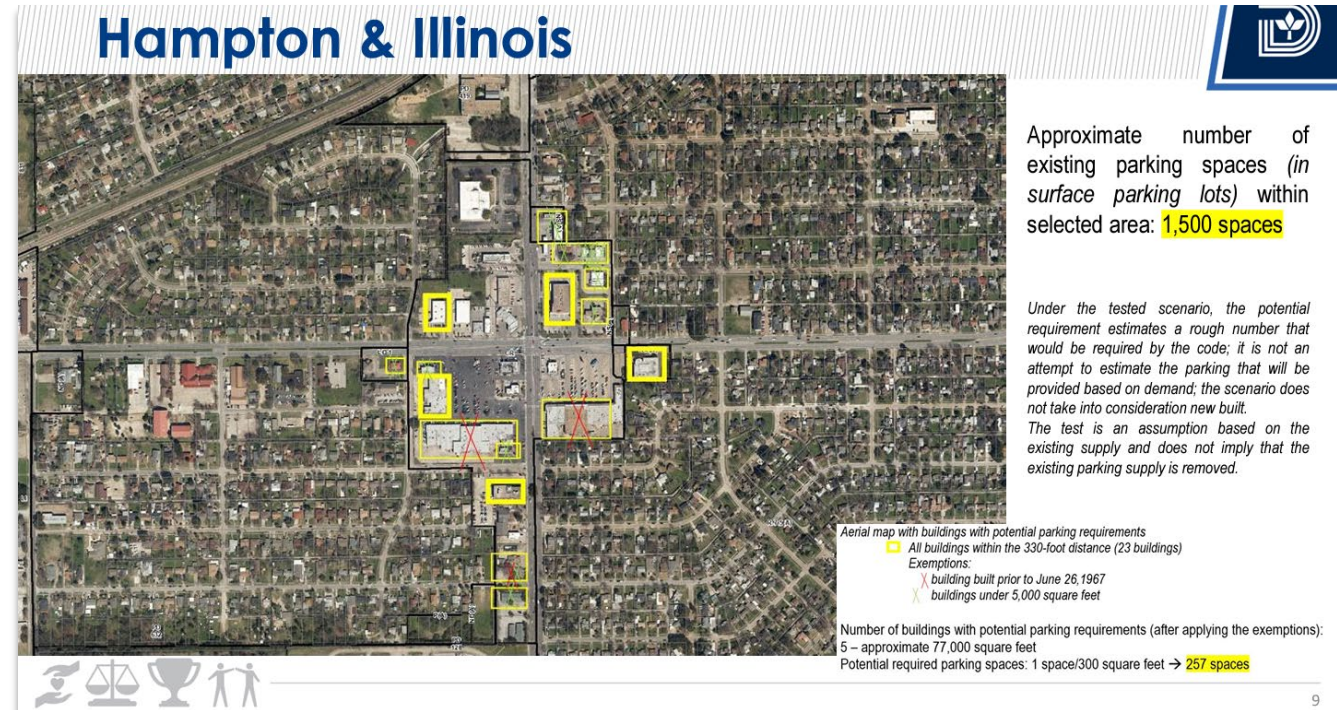 Hampton & Illinois
Approximate number of
existing parking spaces (in
surface parking lots) within
selected area: 1,500 spaces
Under the tested scenario, the potential
requirement estimates a rough number that
would be required by the code; it is not an
attempt to estimate the parking that will be
provided based on demand; the scenario does
not take into consideration new built.
The test is an assumption based on the
existing supply and does not imply that the
existing parking supply is removed.
Aerial map with buildings with potential parking requirements
All buildings within the 330-foot distance (23 buildings)
Exemptions:
building built prior to June 26,1967
buildings under 5,000 square feet
Number of buildings with potential parking requirements (after applying the exemptions):
5 – approximate 77,000 square feet
Potential required parking spaces: 1 space/300 square feet → 257 spaces
9